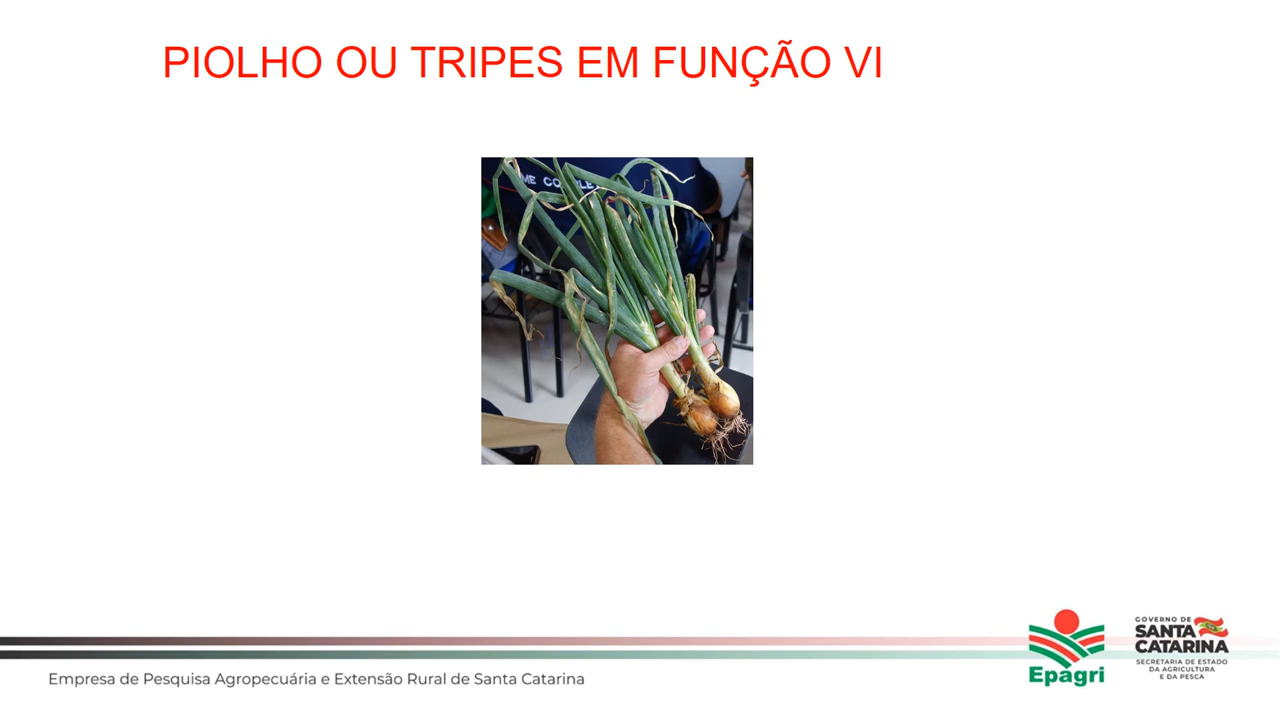 PIOLHO OU TRIPES EM FUNÇÃO VI
Empresa de Pesquisa Agropecuária e Extensão Rural de Santa Catarina
Epagri
GOVERNO DE
SANTA
CATARINA
SECRETARIA DE ESTADO
DA AGRICULTURA
E DA PESCA